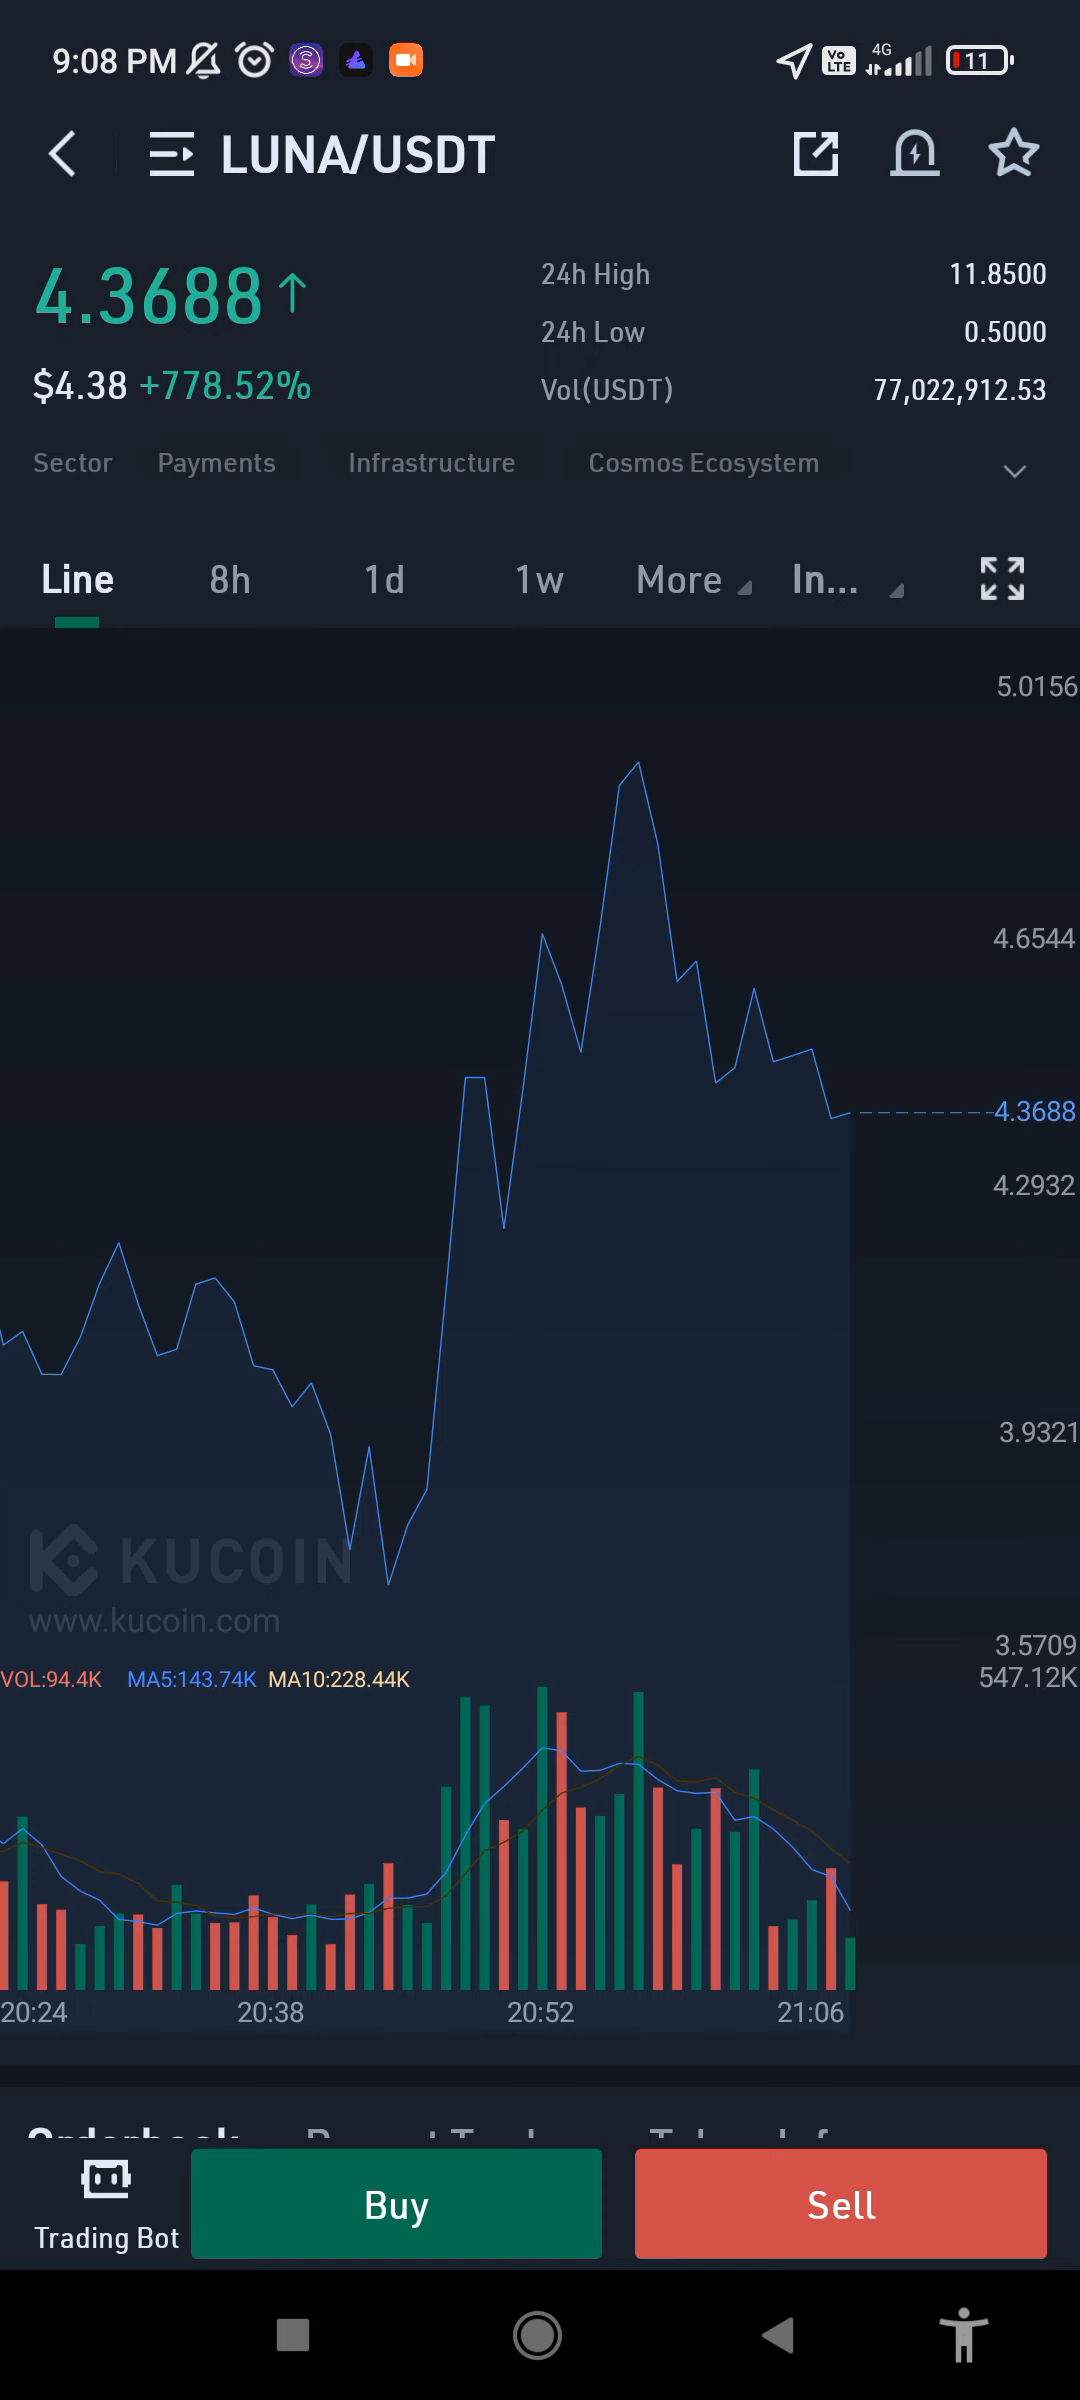 9:08 PM
Vo LTE 4G 11
LUNA/USDT
4.3688
$4.38 +778.52%
24h High 11.8500
24h Low 0.5000
Vol(USDT) 77,022,912.53
Sector Payments Infrastructure Cosmos Ecosystem
Line 8h 1d 1w More In...
5.0156
4.6544
4.3688
4.2932
3.9321
KUCOIN
www.kucoin.com
3.5709
VOL:94.4K MA5:143.74K MA10:228.44K
547.12K
20:24 20:38 20:52 21:06
Orderbook
Trading Bot
Buy
Sell